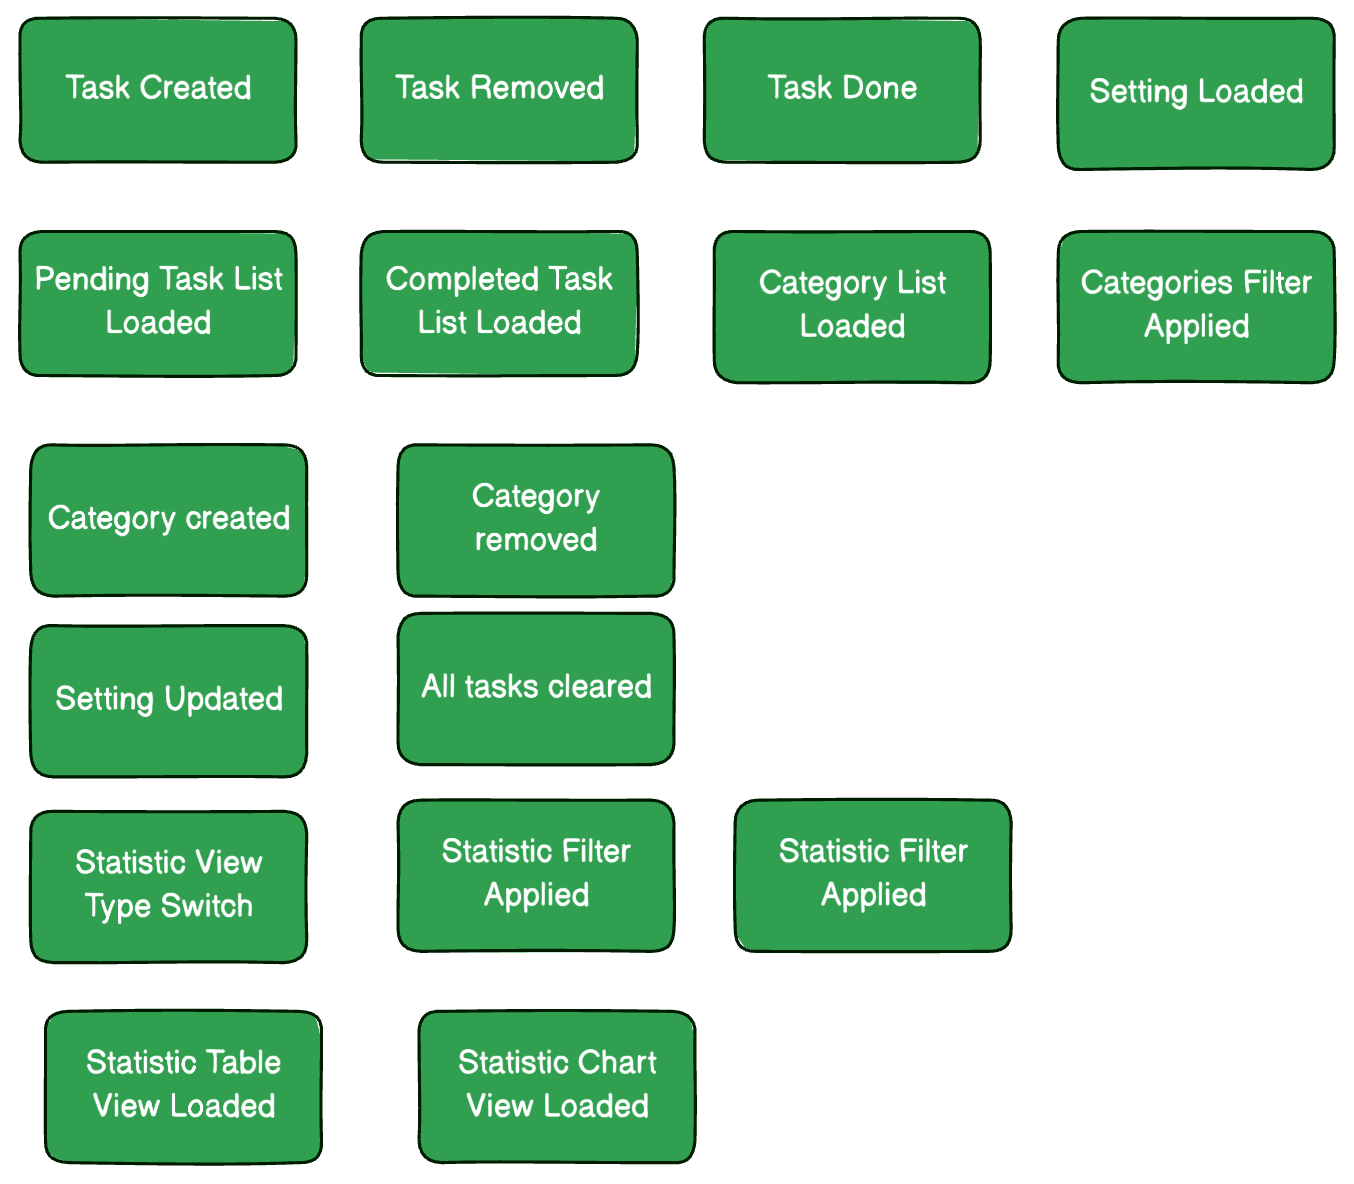 Task Created
Task Removed
Task Done
Setting Loaded
Pending Task List
Loaded
Completed Task
List Loaded
Category List
Loaded
Categories Filter
Applied
Category created
Category
removed
Setting Updated
All tasks cleared
Statistic View
Type Switch
Statistic Filter
Applied
Statistic Filter
Applied
Statistic Table
View Loaded
Statistic Chart
View Loaded